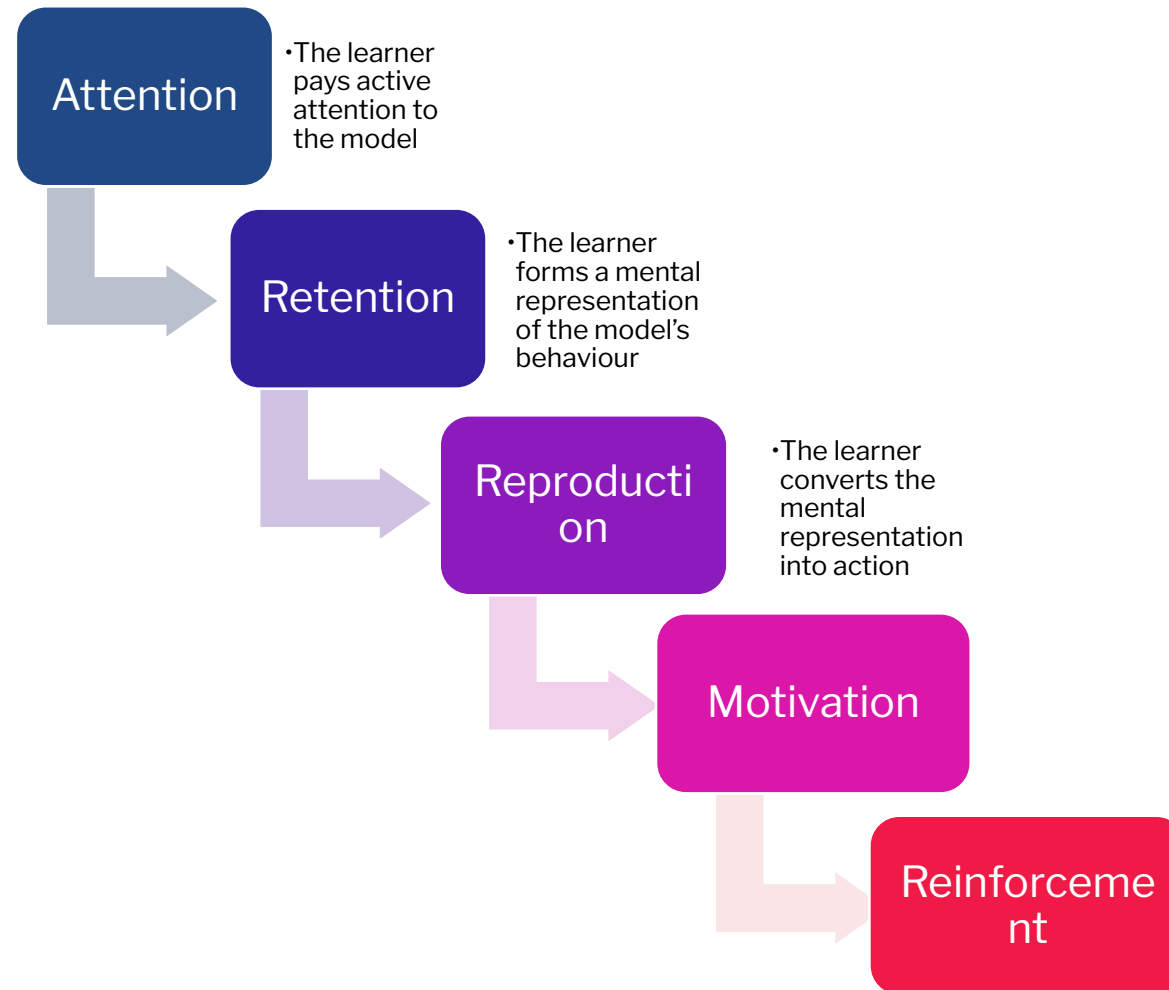 Attention
•The learner
pays active
attention to
the model
Retention
•The learner
forms a mental
representation
of the model’s
behaviour
Reproducti
on
•The learner
converts the
mental
representation
into action
Motivation
Reinforceme
nt